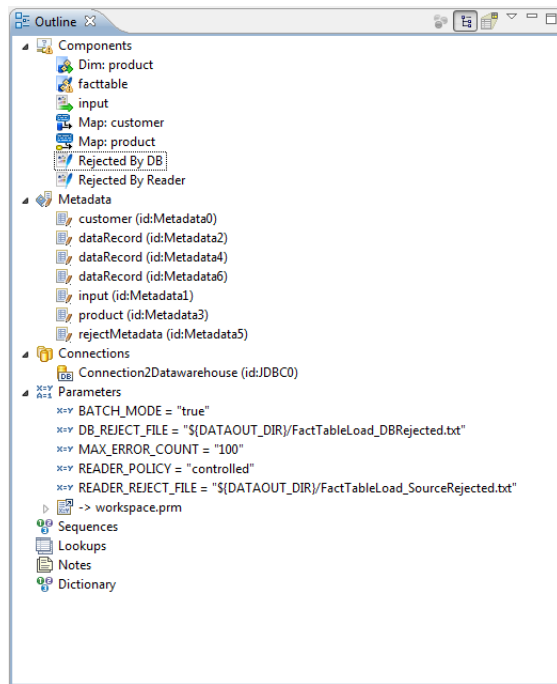 Outline
Components
Dim: product
facttable
input
Map: customer
Map: product
Rejected By DB
Rejected By Reader
Metadata
customer (id:Metadata0)
dataRecord (id:Metadata2)
dataRecord (id:Metadata4)
dataRecord (id:Metadata6)
input (id:Metadata1)
product (id:Metadata3)
rejectMetadata (id:Metadata5)
Connections
Connection2Datawarehouse (id:JDBC0)
Parameters
BATCH_MODE = "true"
DB_REJECT_FILE = "${DATAOUT_DIR}/FactTableLoad_DBRejected.txt"
MAX_ERROR_COUNT = "100"
READER_POLICY = "controlled"
READER_REJECT_FILE = "${DATAOUT_DIR}/FactTableLoad_SourceRejected.txt"
-> workspace.prm
Sequences
Lookups
Notes
Dictionary